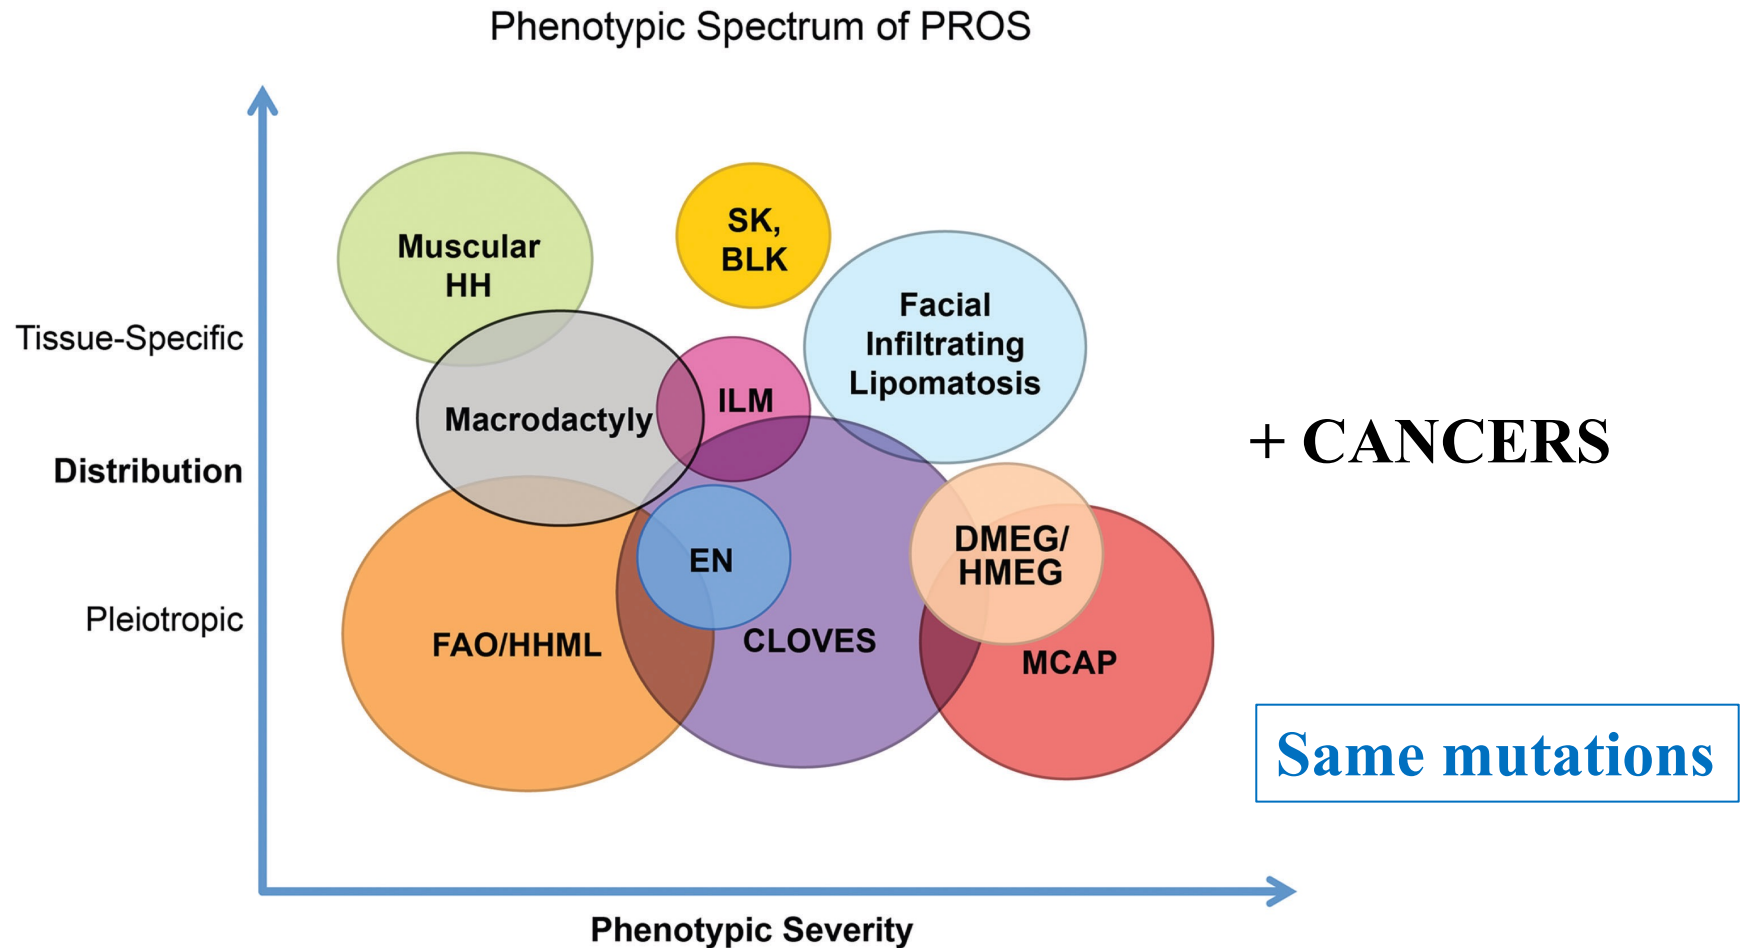 Phenotypic Spectrum of PROS
Muscular
HH
SK,
BLK
Facial
Infiltrating
Lipomatosis
Tissue-Specific
Macrodactyly
ILM
+ CANCERS
Distribution
EN
DMEG/
HMEG
Pleiotropic
FAO/HHML
CLOVES
MCAP
Same mutations
Phenotypic Severity